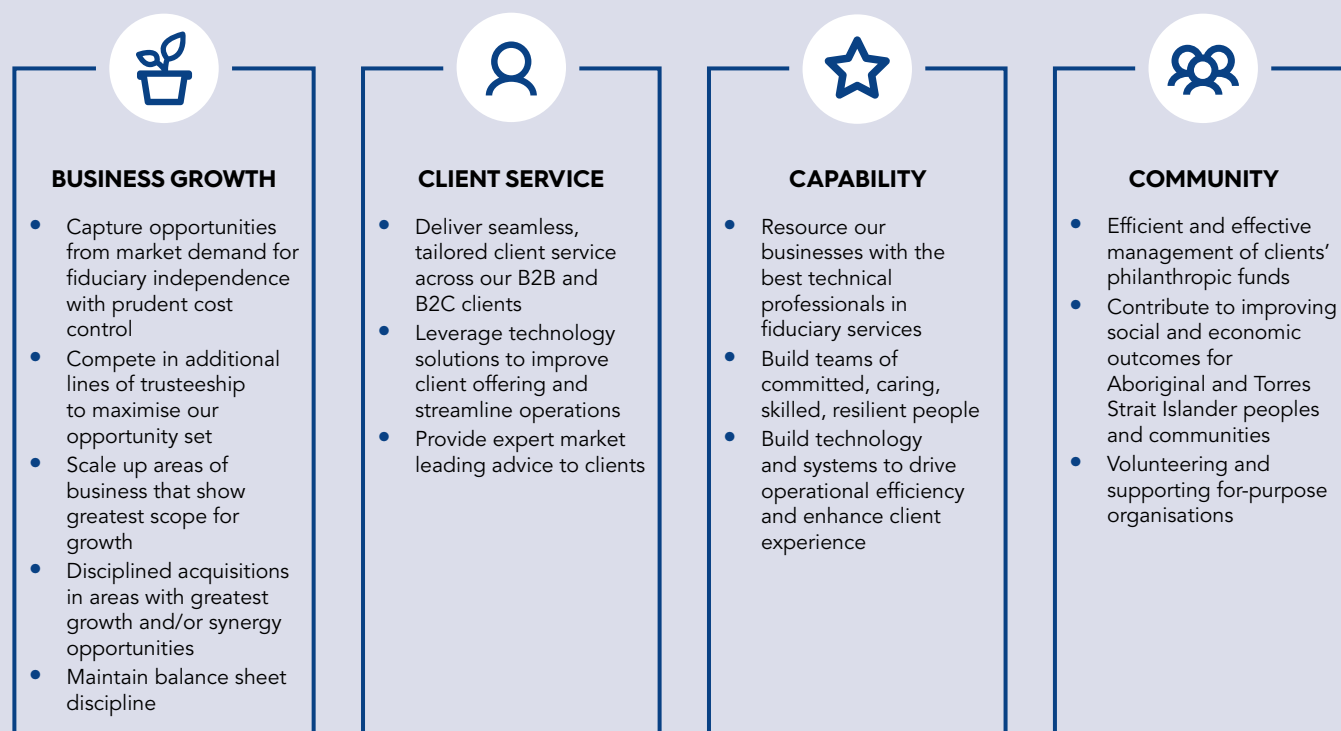 BUSINESS GROWTH
• Capture opportunities
from market demand for
fiduciary independence
with prudent cost
control
• Compete in additional
lines of trusteeship
to maximise our
opportunity set
• Scale up areas of
business that show
greatest scope for
growth
• Disciplined acquisitions
in areas with greatest
growth and/or synergy
opportunities
• Maintain balance sheet
discipline
CLIENT SERVICE
• Deliver seamless,
tailored client service
across our B2B and
B2C clients
• Leverage technology
solutions to improve
client offering and
streamline operations
• Provide expert market
leading advice to clients
CAPABILITY
• Resource our
businesses with the
best technical
professionals in
fiduciary services
• Build teams of
committed, caring,
skilled, resilient people
• Build technology
and systems to drive
operational efficiency
and enhance client
experience
COMMUNITY
• Efficient and effective
management of clients’
philanthropic funds
• Contribute to improving
social and economic
outcomes for
Aboriginal and Torres
Strait Islander peoples
and communities
• Volunteering and
supporting for-purpose
organisations